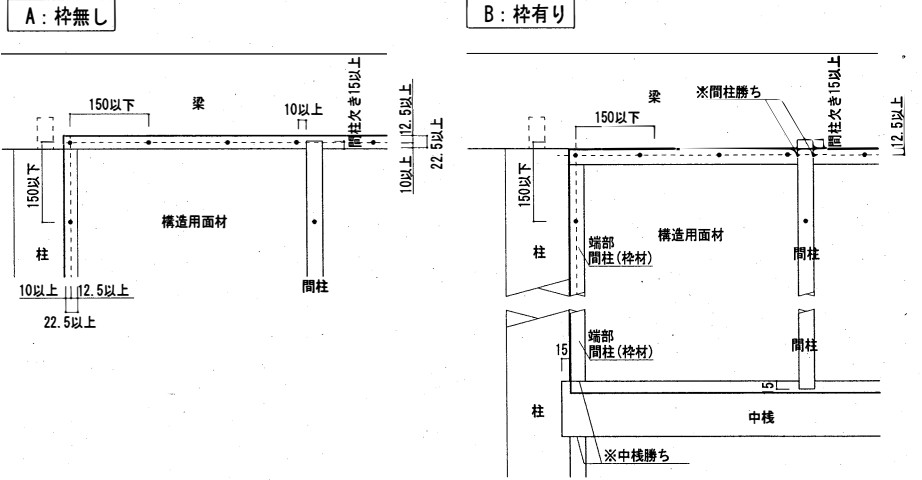 A：枠無し
梁
150以下
10以上
間柱欠き15以上
12.5以上
22.5以上
10以上
150以下
構造用面材
柱
間柱
10以上
12.5以上
22.5以上
B：枠有り
梁
※間柱勝ち
間柱欠き15以上
12.5以上
150以下
150以下
構造用面材
柱
端部
間柱(枠材)
間柱
端部
間柱(枠材)
間柱
15
15
柱
中桟
※中桟勝ち